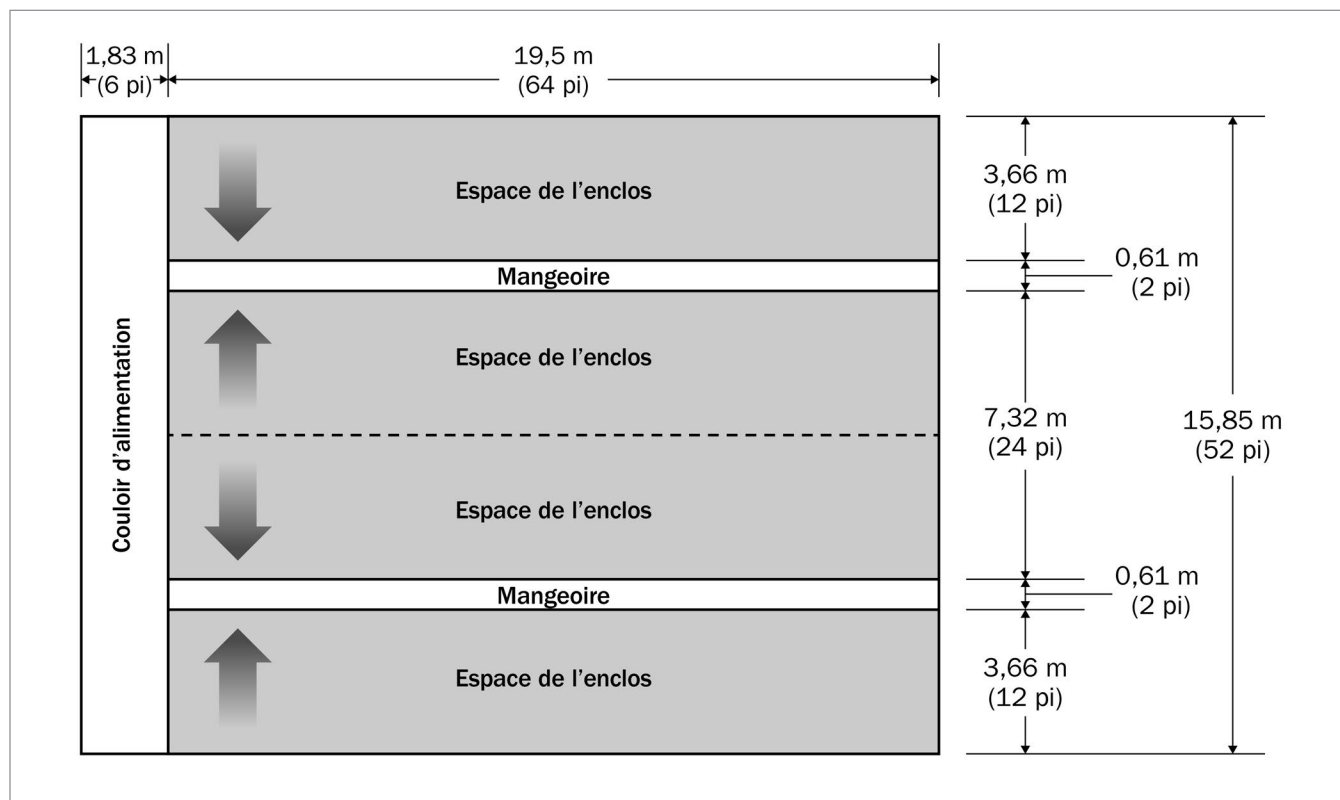 1,83 m
(6 pi)
19,5 m
(64 pi)
Couloir d'alimentation
Espace de l'enclos
Mangeoire
Espace de l'enclos
Espace de l'enclos
Mangeoire
Espace de l'enclos
3,66 m
(12 pi)
0,61 m
(2 pi)
7,32 m
(24 pi)
15,85 m
(52 pi)
0,61 m
(2 pi)
3,66 m
(12 pi)